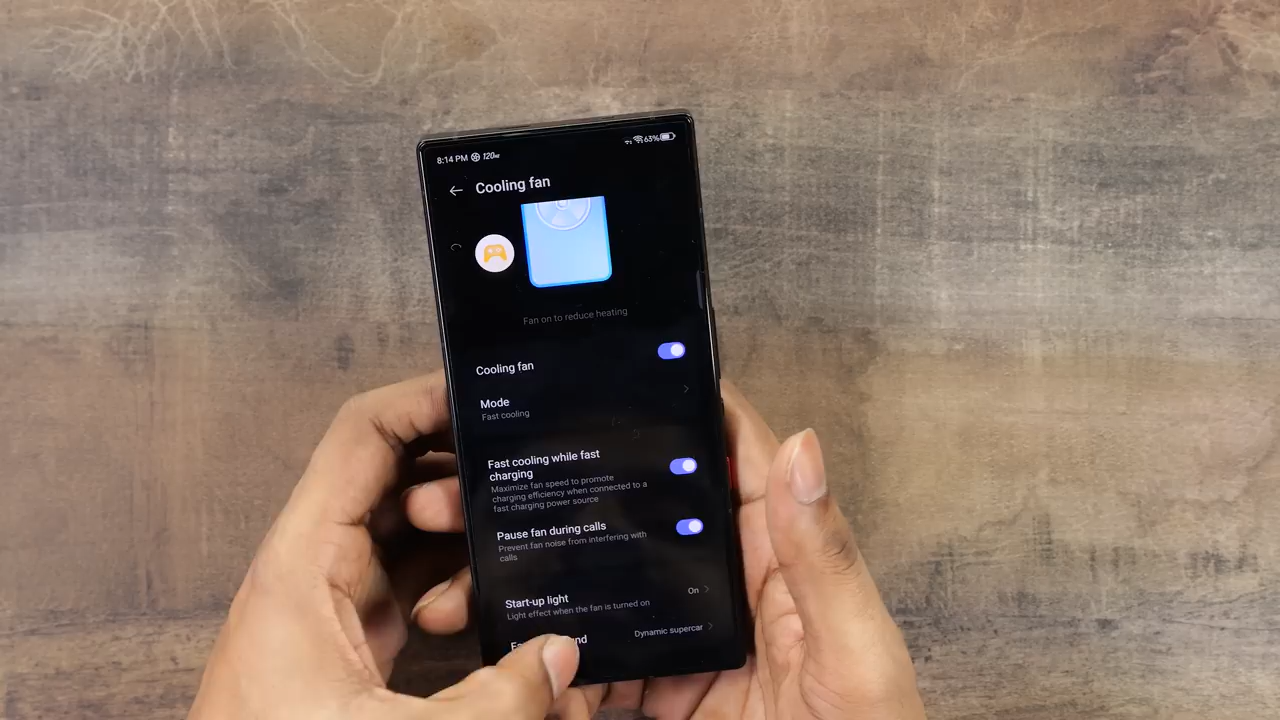 8:14 PM 120HZ
63%
Cooling fan
Fan on to reduce heating
Cooling fan
Mode
Fast cooling
Fast cooling while fast
charging
Maximize fan speed to promote
charging efficiency when connected to a
fast charging power source
Pause fan during calls
Prevent fan noise from interfering with
calls
Start-up light
On
Light effect when the fan is turned on
Dynamic supercar